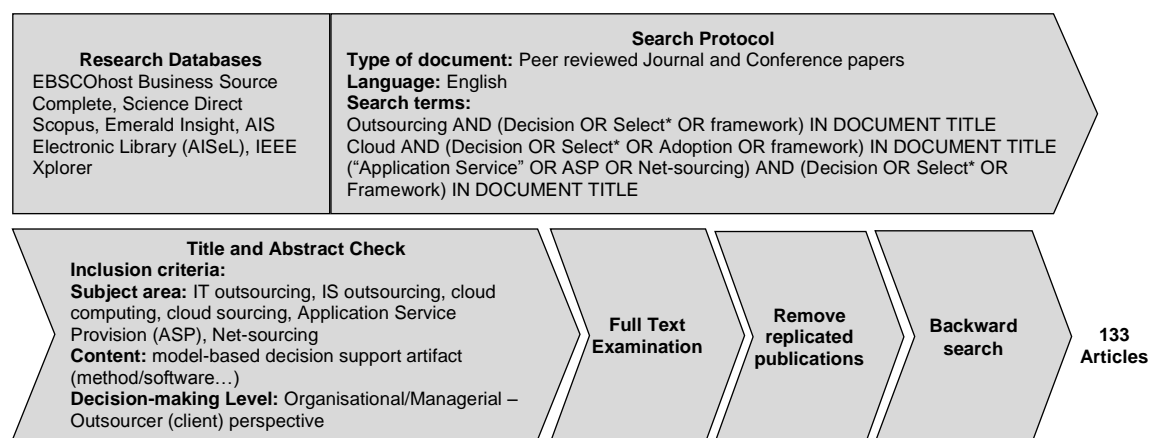 Research Databases
EBSCOhost Business Source
Complete, Science Direct
Scopus, Emerald Insight, AIS
Electronic Library (AISeL), IEEE
Xplorer
Search Protocol
Type of document: Peer reviewed Journal and Conference papers
Language: English
Search terms:
Outsourcing AND (Decision OR Select* OR framework) IN DOCUMENT TITLE
Cloud AND (Decision OR Select* OR Adoption OR framework) IN DOCUMENT TITLE
(“Application Service” OR ASP OR Net-sourcing) AND (Decision OR Select* OR
Framework) IN DOCUMENT TITLE
Title and Abstract Check
Inclusion criteria:
Subject area: IT outsourcing, IS outsourcing, cloud
computing, cloud sourcing, Application Service
Provision (ASP), Net-sourcing
Content: model-based decision support artifact
(method/software…)
Decision-making Level: Organisational/Managerial –
Outsourcer (client) perspective
Full Text
Examination
Remove
replicated
publications
Backward
search
133
Articles